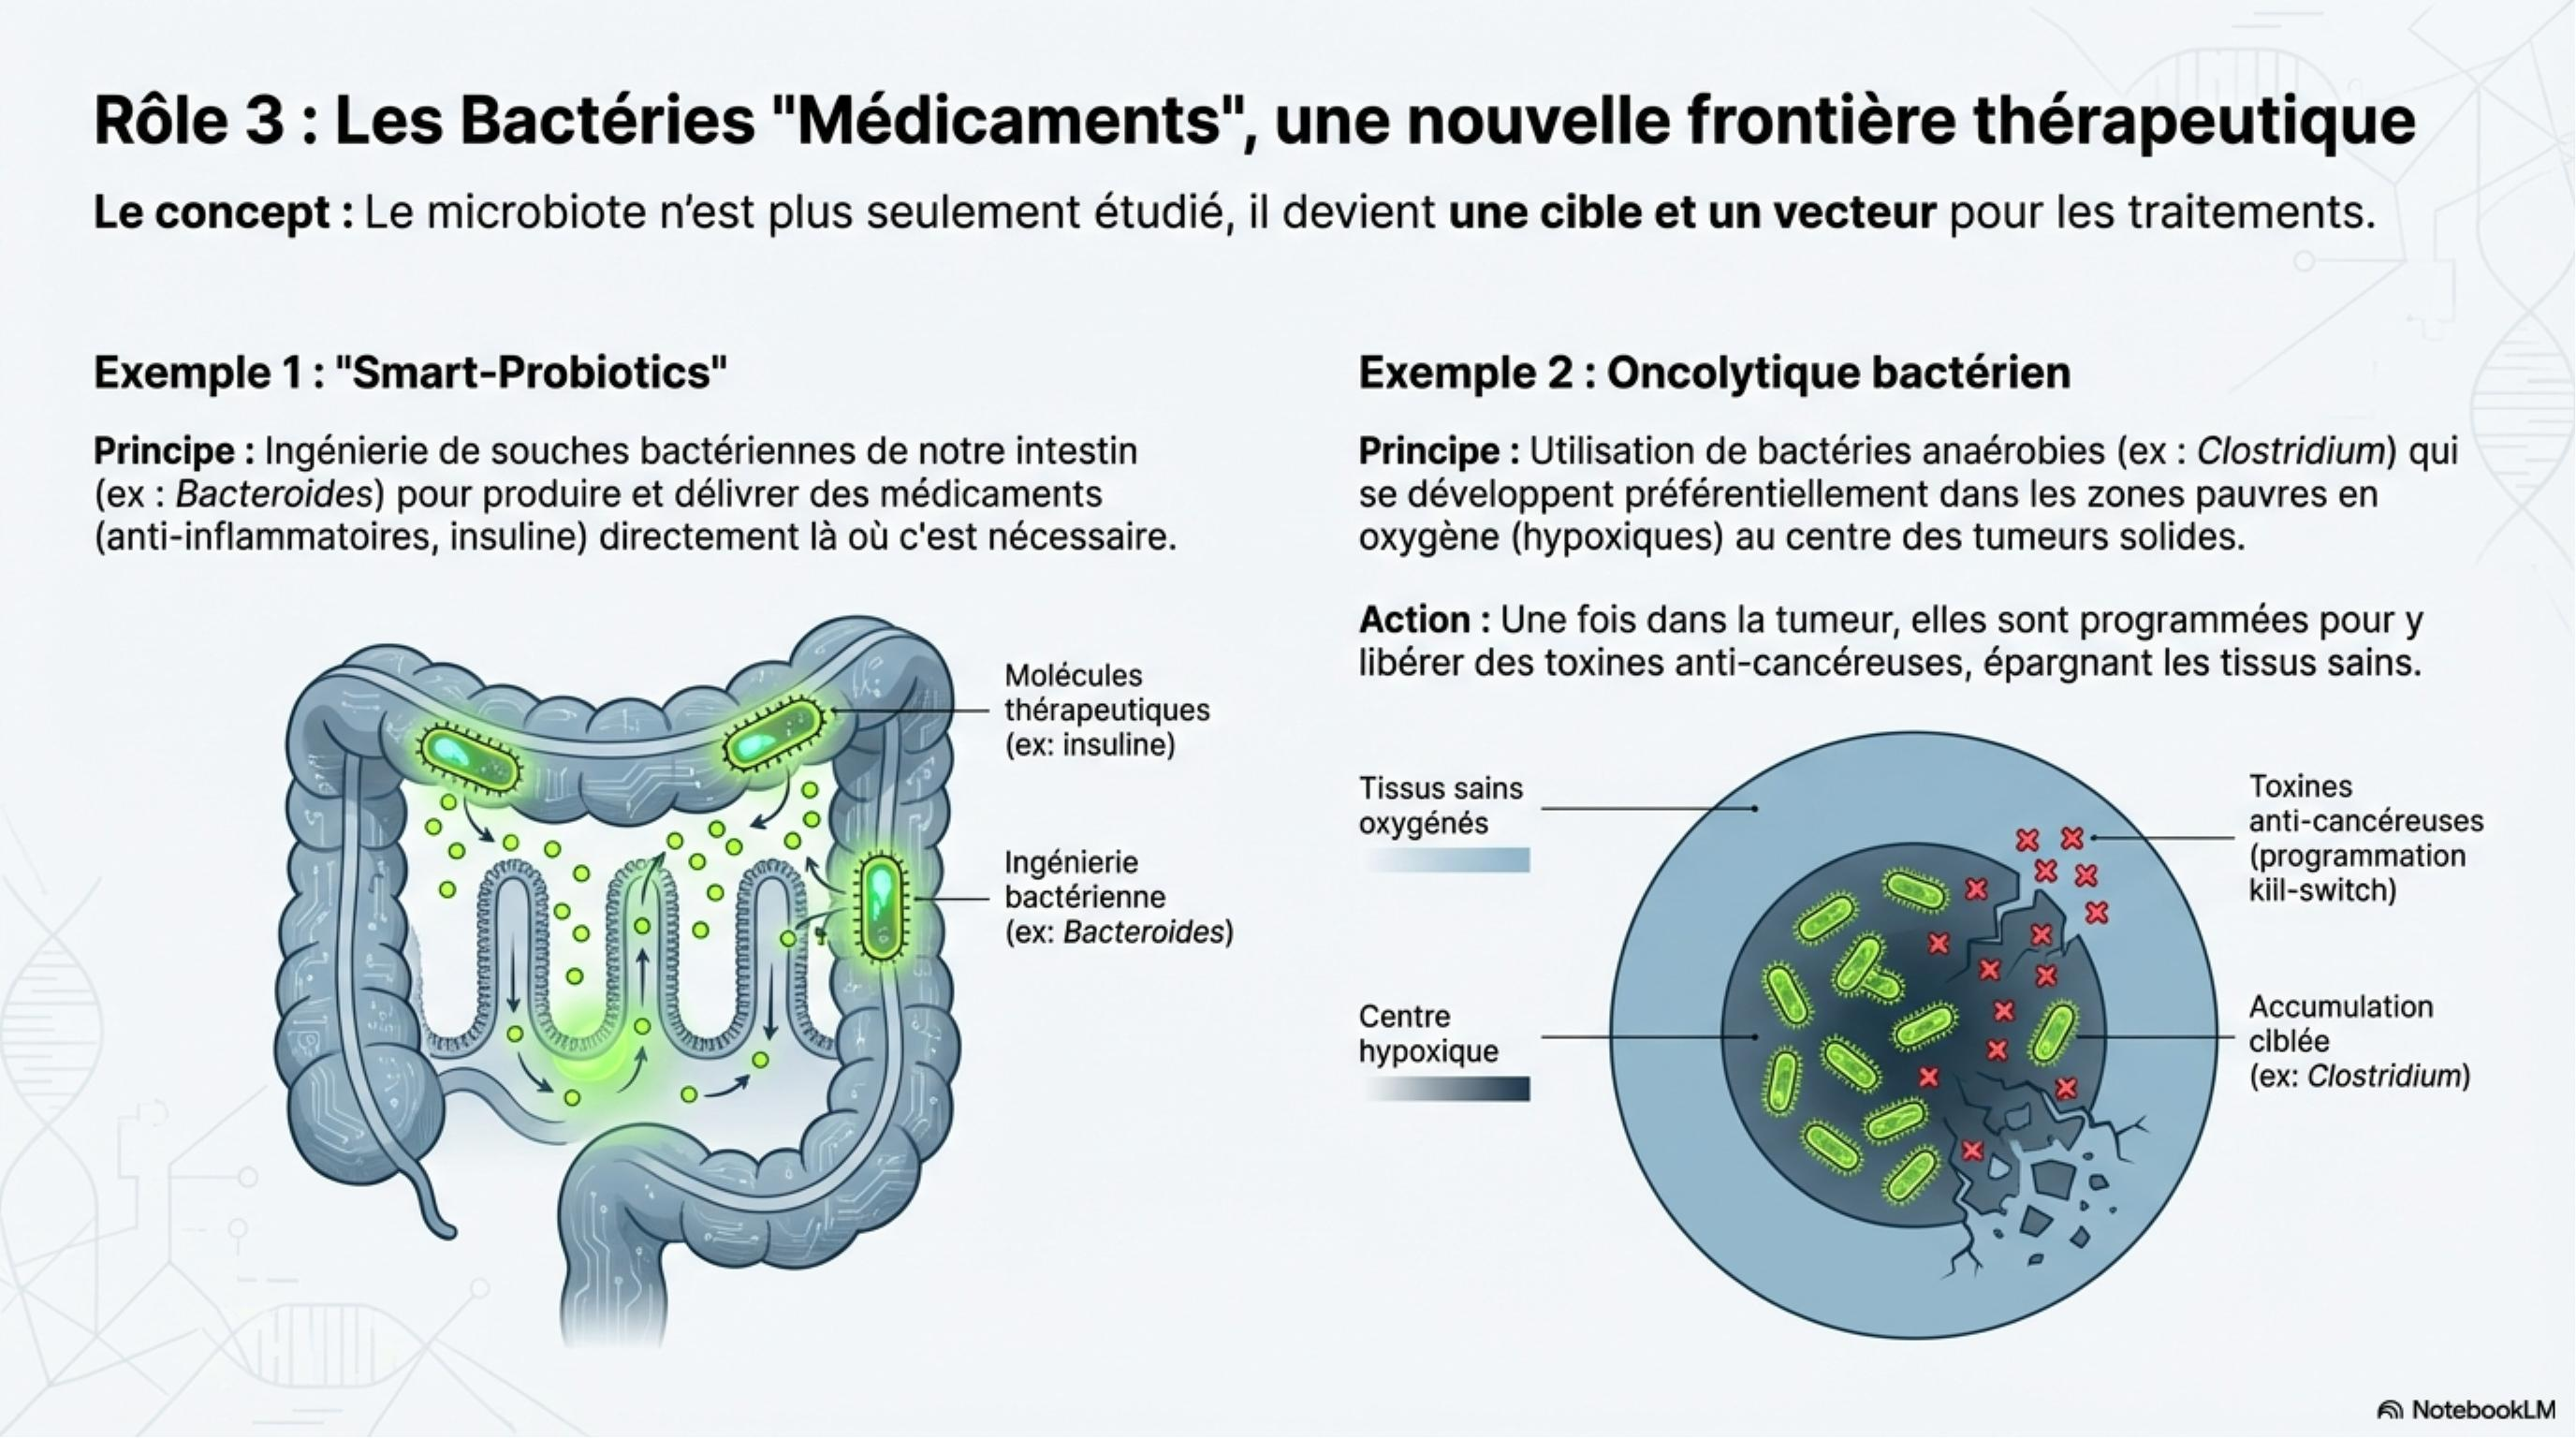 Rôle 3 : Les Bactéries "Médicaments", une nouvelle frontière thérapeutique
Le concept : Le microbiote n'est plus seulement étudié, il devient une cible et un vecteur pour les traitements.
Exemple 1 : "Smart-Probiotics"
Principe : Ingénierie de souches bactériennes de notre intestin
(ex : Bacteroides) pour produire et délivrer des médicaments
(anti-inflammatoires, insuline) directement là où c'est nécessaire.
Molécules
thérapeutiques
(ex: insuline)
Ingénierie
bactérienne
(ex: Bacteroides)
Exemple 2 : Oncolytique bactérien
Principe : Utilisation de bactéries anaérobies (ex : Clostridium) qui
se développent préférentiellement dans les zones pauvres en
oxygène (hypoxiques) au centre des tumeurs solides.
Action : Une fois dans la tumeur, elles sont programmées pour y
libérer des toxines anti-cancéreuses, épargnant les tissus sains.
Tissus sains
oxygénés
Centre
hypoxique
Toxines
anti-cancéreuses
(programmation
kill-switch)
Accumulation
ciblée
(ex: Clostridium)
NotebookLM